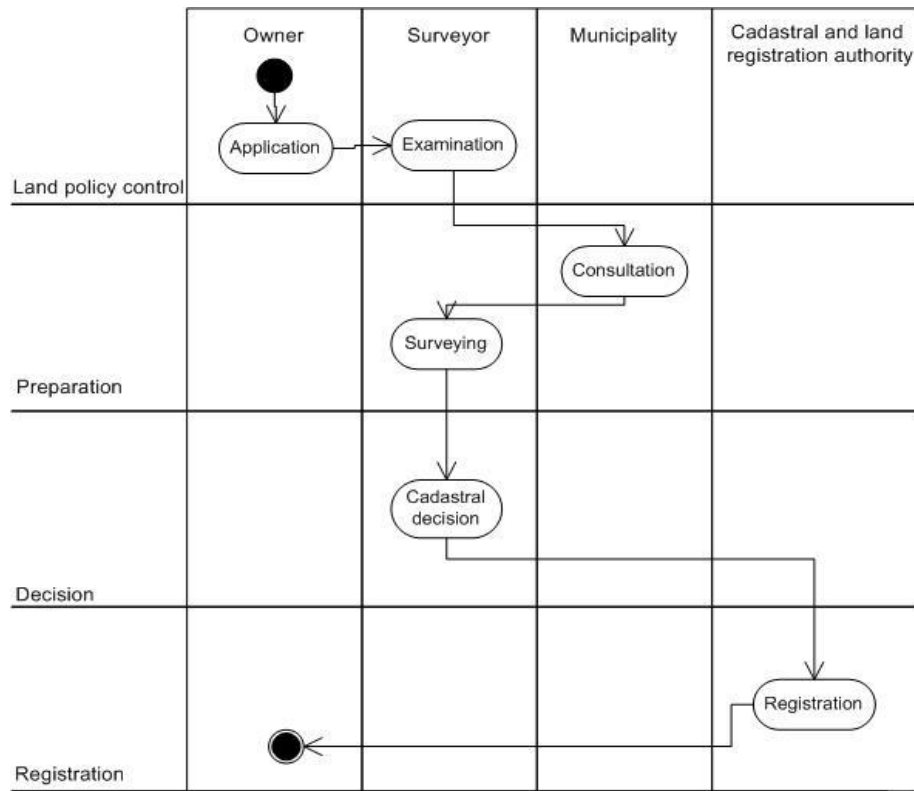 Owner
Surveyor
Municipality
Cadastral and land
registration authority
Application
Examination
Land policy control
Consultation
Surveying
Preparation
Cadastral
decision
Decision
Registration
Registration